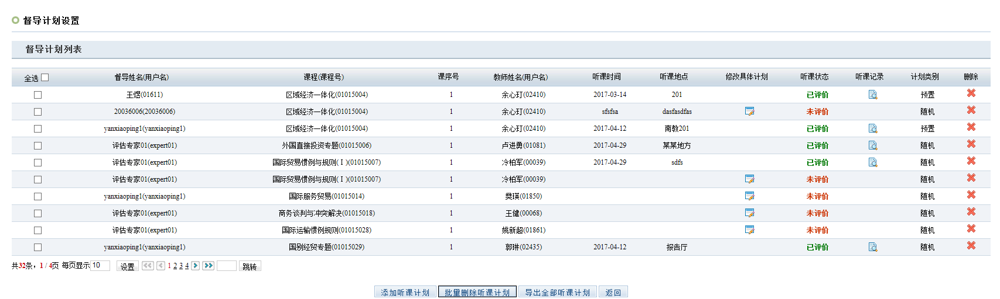 督导计划设置
督导计划列表
全选 督导姓名(用户名) 课程(课程号) 课序号 教师姓名(用户名) 听课时间 听课地点 修改具体计划 听课状态 听课记录 计划类别 删除
王煜(01611) 区域经济一体化(01015004) 1 余心玎(02410) 2017-03-14 201 已评价 预置
20036006(20036006) 区域经济一体化(01015004) 1 余心玎(02410) sfsfsa dasfasdfas 未评价 随机
yanxiaoping1(yanxiaoping1) 区域经济一体化(01015004) 1 余心玎(02410) 2017-04-12 南教201 已评价 预置
评估专家01(expert01) 外国直接投资专题(01015006) 1 卢进勇(01081) 2017-04-29 某某地方 已评价 随机
评估专家01(expert01) 国际贸易惯例与规则(Ⅰ)(01015007) 1 冷柏军(00039) 2017-04-29 sdfs 已评价 随机
评估专家01(expert01) 国际贸易惯例与规则(Ⅰ)(01015007) 1 冷柏军(00039) 未评价 随机
yanxiaoping1(yanxiaoping1) 国际服务贸易(01015014) 1 樊瑛(01850) 未评价 随机
评估专家01(expert01) 商务谈判与冲突解决(01015018) 1 王健(00068) 未评价 随机
评估专家01(expert01) 国际运输惯例规则(01015028) 1 姚新超(01861) 未评价 随机
yanxiaoping1(yanxiaoping1) 国别经贸专题(01015029) 1 郭琳(02435) 2017-04-12 报告厅 已评价 随机
共32条，1 / 4页 每页显示10 设置 1 2 3 4 跳转
添加听课计划 批量删除听课计划 导出全部听课计划 返回